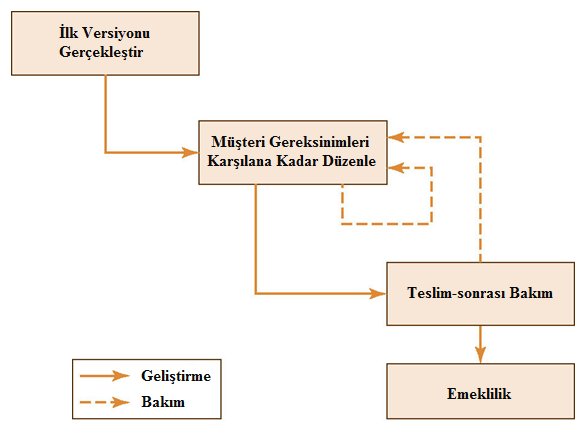 İlk Versiyonu
Gerçekleştir
Müşteri Gereksinimleri
Karşılana Kadar Düzenle
Teslim-sonrası Bakım
Emeklilik
Geliştirme
Bakım